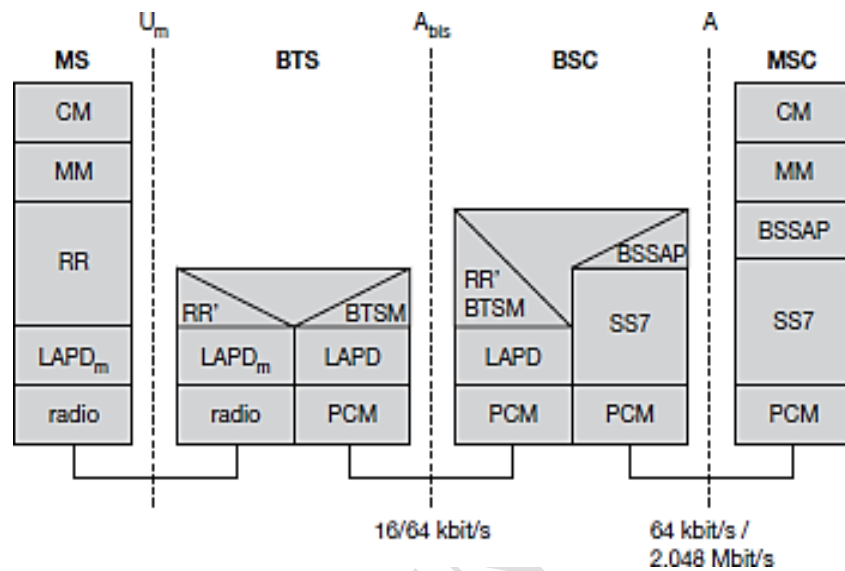 Um Abis A
MS BTS BSC MSC
CM CM
MM MM
RR BSSAP
BSSAP
RR' BTSM RR'
BTSM SS7 SS7
LAPDm LAPDm LAPD LAPD
radio radio PCM PCM PCM PCM
16/64 kbit/s 64 kbit/s /
2.048 Mbit/s